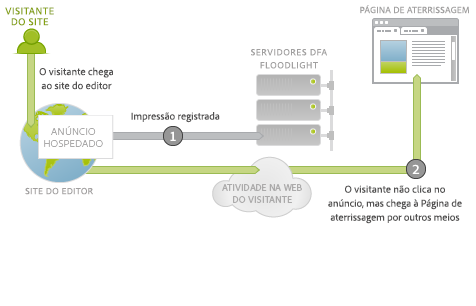 VISITANTE
DO SITE
O visitante chega
ao site do editor
ANÚNCIO
HOSPEDADO
SITE DO EDITOR
Impressão registrada
1
SERVIDORES DFA
FLOODLIGHT
ATIVIDADE NA WEB
DO VISITANTE
PÁGINA DE ATERRISSAGEM
2
O visitante não clica no
anúncio, mas chega à Página de
aterrissagem por outros meios